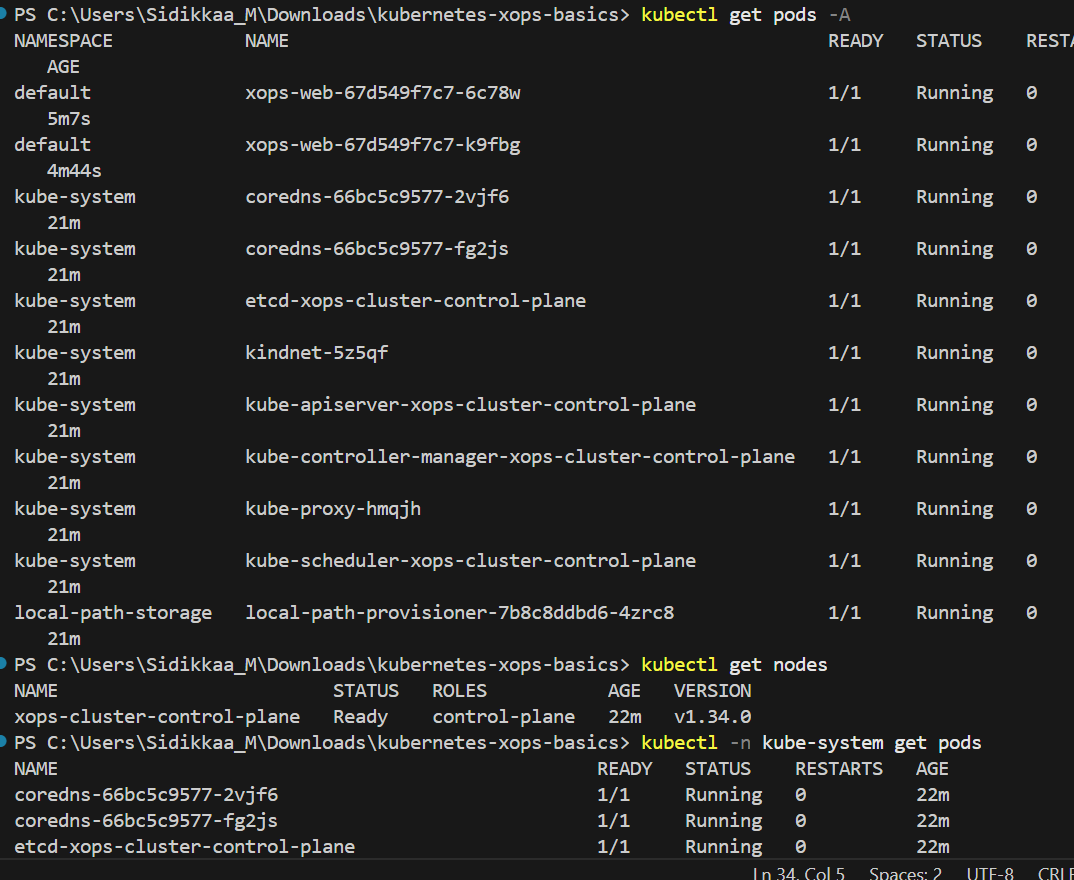 PS C:\Users\Sidikkaa_M\Downloads\kubernetes-xops-basics> kubectl get pods -A
NAMESPACE NAME READY STATUS RESTA
AGE
default xops-web-67d549f7c7-6c78w 1/1 Running 0
5m7s
default xops-web-67d549f7c7-k9fbg 1/1 Running 0
4m44s
kube-system coredns-66bc5c9577-2vjf6 1/1 Running 0
21m
kube-system coredns-66bc5c9577-fg2js 1/1 Running 0
21m
kube-system etcd-xops-cluster-control-plane 1/1 Running 0
21m
kube-system kindnet-5z5qf 1/1 Running 0
21m
kube-system kube-apiserver-xops-cluster-control-plane 1/1 Running 0
21m
kube-system kube-controller-manager-xops-cluster-control-plane 1/1 Running 0
21m
kube-system kube-proxy-hmqjh 1/1 Running 0
21m
kube-system kube-scheduler-xops-cluster-control-plane 1/1 Running 0
21m
local-path-storage local-path-provisioner-7b8c8ddbd6-4zrc8 1/1 Running 0
21m
PS C:\Users\Sidikkaa_M\Downloads\kubernetes-xops-basics> kubectl get nodes
NAME STATUS ROLES AGE VERSION
xops-cluster-control-plane Ready control-plane 22m v1.34.0
PS C:\Users\Sidikkaa_M\Downloads\kubernetes-xops-basics> kubectl -n kube-system get pods
NAME READY STATUS RESTARTS AGE
coredns-66bc5c9577-2vjf6 1/1 Running 0 22m
coredns-66bc5c9577-fg2js 1/1 Running 0 22m
etcd-xops-cluster-control-plane 1/1 Running 0 22m
Ln 34, Col 5 Spaces: 2 UTF-8 CRLF